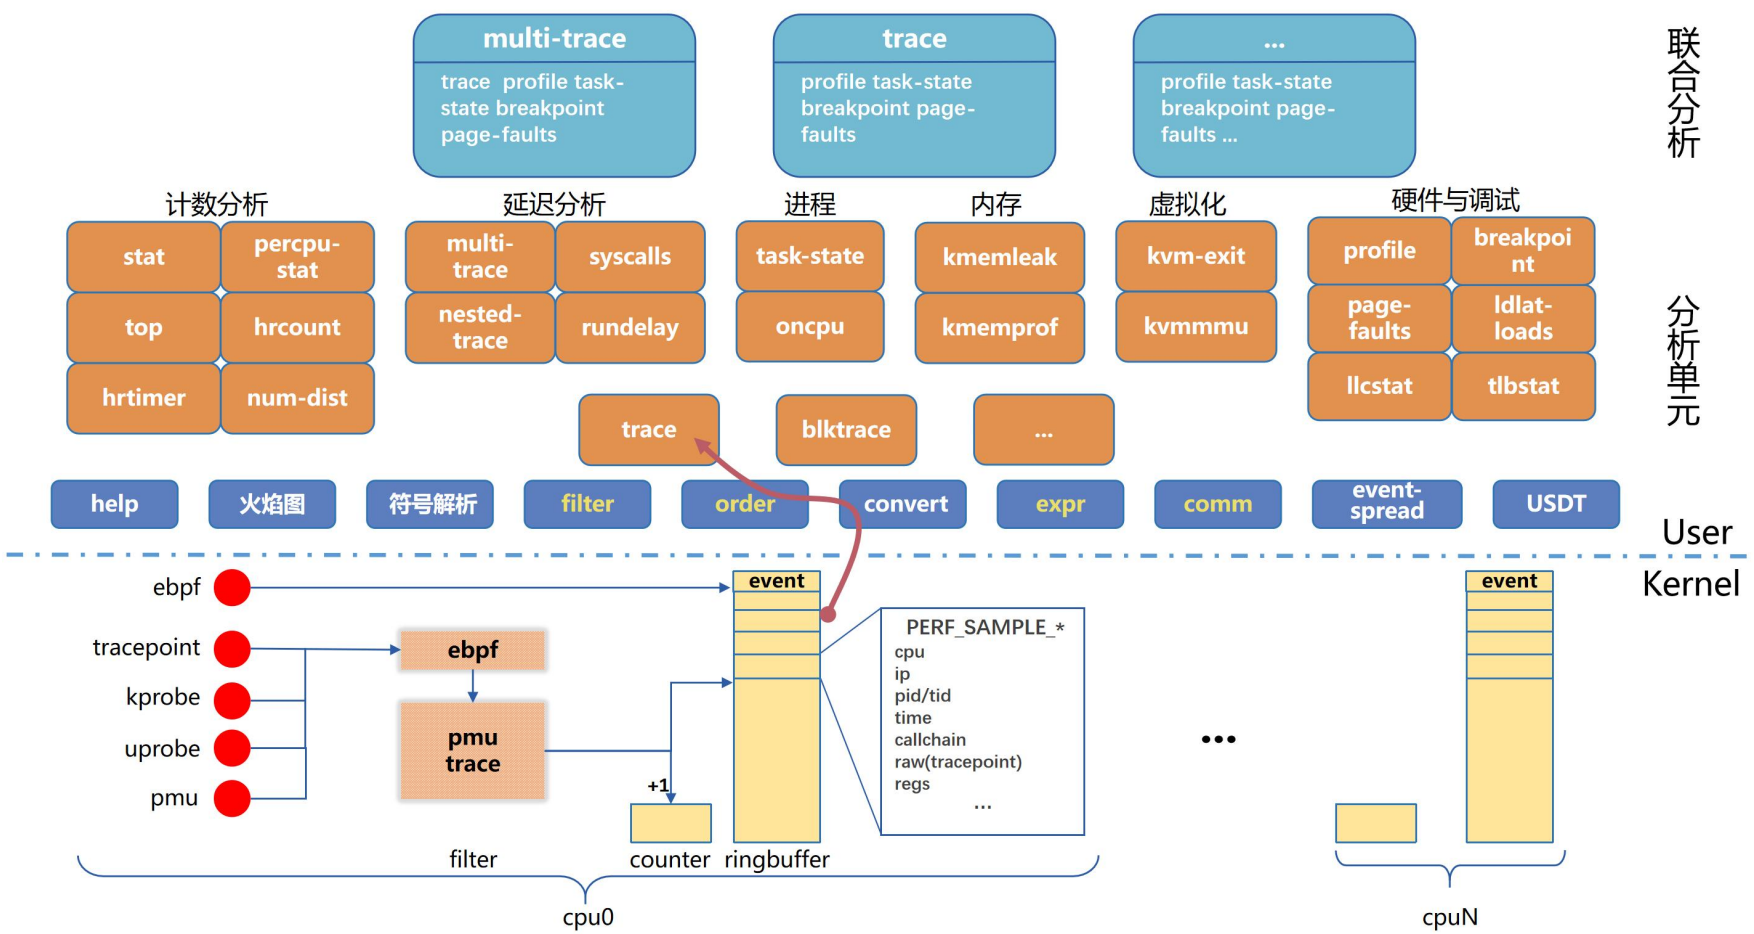 multi-trace
trace profile task-
state breakpoint
page-faults
trace
profile task-state
breakpoint page-
faults
...
profile task-state
breakpoint page-
faults ...
联合分析
计数分析
stat
percpu-
stat
top
hrcount
hrtimer
num-dist
延迟分析
multi-
trace
syscalls
nested-
trace
rundelay
进程
task-state
oncpu
内存
kmemleak
kmemprof
虚拟化
kvm-exit
kvmmmu
硬件与调试
profile
breakpoi
nt
page-
faults
ldlat-
loads
llcstat
tlbstat
分析单元
trace
blktrace
...
help
火焰图
符号解析
filter
order
convert
expr
comm
event-
spread
USDT
User
Kernel
ebpf
tracepoint
kprobe
uprobe
pmu
ebpf
pmu
trace
filter
+1
counter
event
ringbuffer
PERF_SAMPLE_*
cpu
ip
pid/tid
time
callchain
raw(tracepoint)
regs
...
cpu0
...
event
cpuN